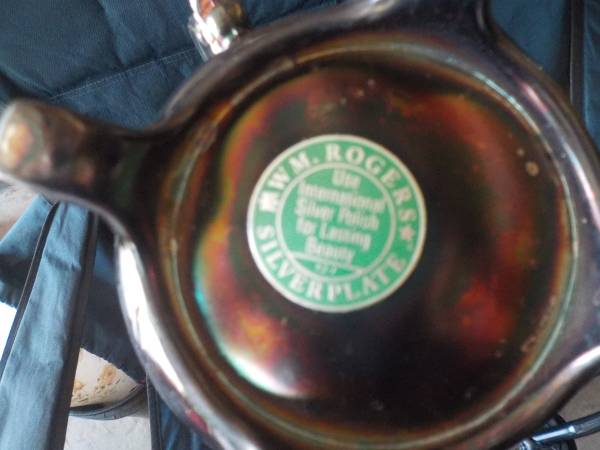 WM. ROGERS
Use
International
Silver Polish
for Lasting
Beauty
SILVERPLATE